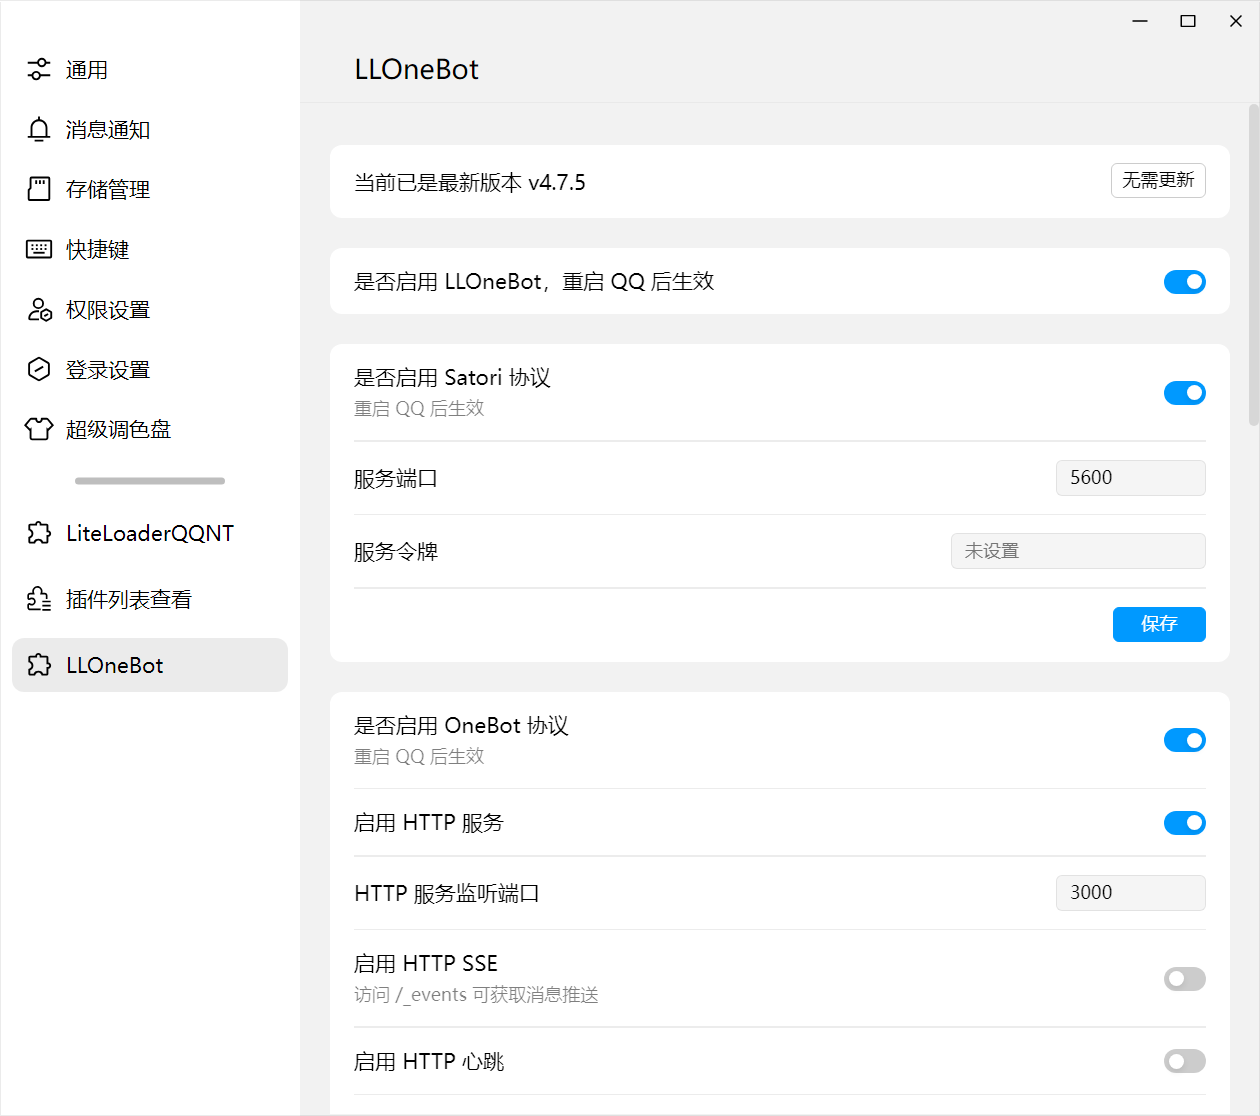 通用
消息通知
存储管理
快捷键
权限设置
登录设置
超级调色盘
LiteLoaderQQNT
插件列表查看
LLOneBot
LLOneBot
当前已是最新版本 v4.7.5
无需更新
是否启用 LLOneBot，重启 QQ 后生效
是否启用 Satori 协议
重启 QQ 后生效
服务端口
5600
服务令牌
未设置
保存
是否启用 OneBot 协议
重启 QQ 后生效
启用 HTTP 服务
HTTP 服务监听端口
3000
启用 HTTP SSE
访问 /_events 可获取消息推送
启用 HTTP 心跳